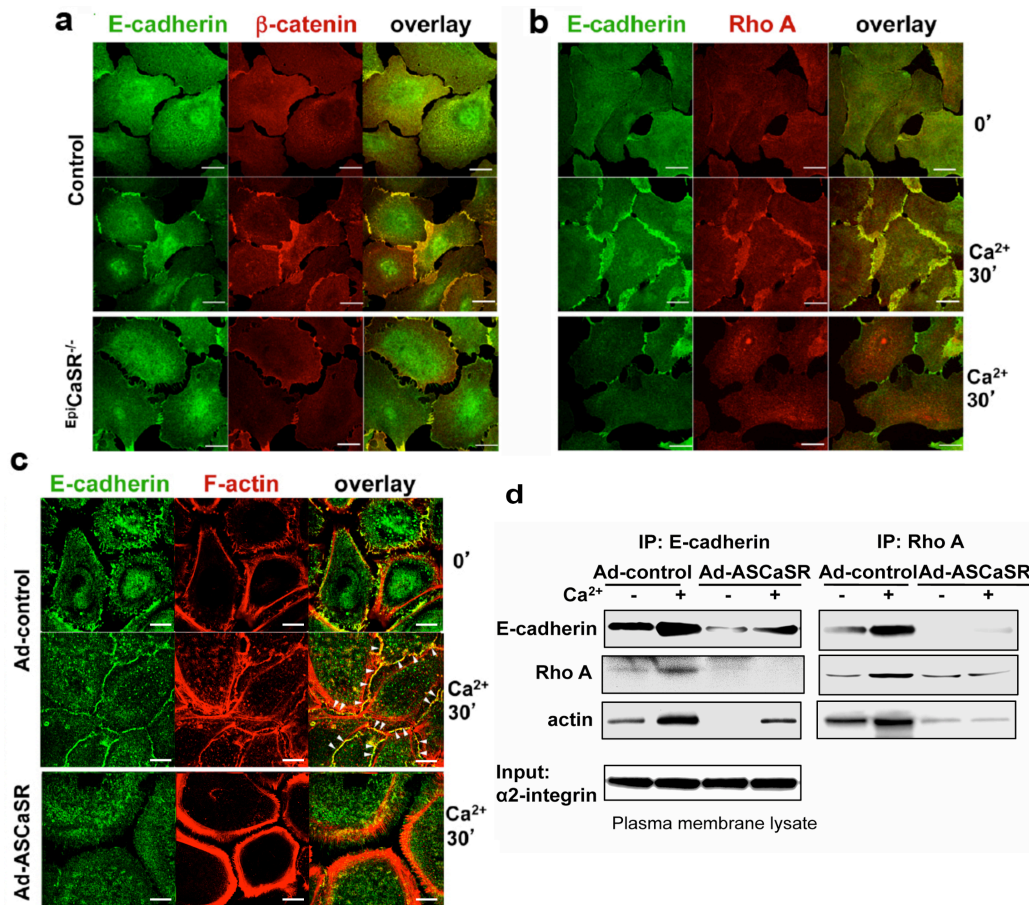 a
E-cadherin β-catenin overlay
Control
EpiCaSR-/-
b
E-cadherin Rho A overlay
0'
Ca2+
30'
Ca2+
30'
c
E-cadherin F-actin overlay
Ad-control
0'
Ca2+
30'
Ad-ASCaSR
Ca2+
30'
d
IP: E-cadherin IP: Rho A
Ad-control Ad-ASCaSR Ad-control Ad-ASCaSR
Ca2+ - + - + - + - +
E-cadherin
Rho A
actin
Input:
α2-integrin
Plasma membrane lysate